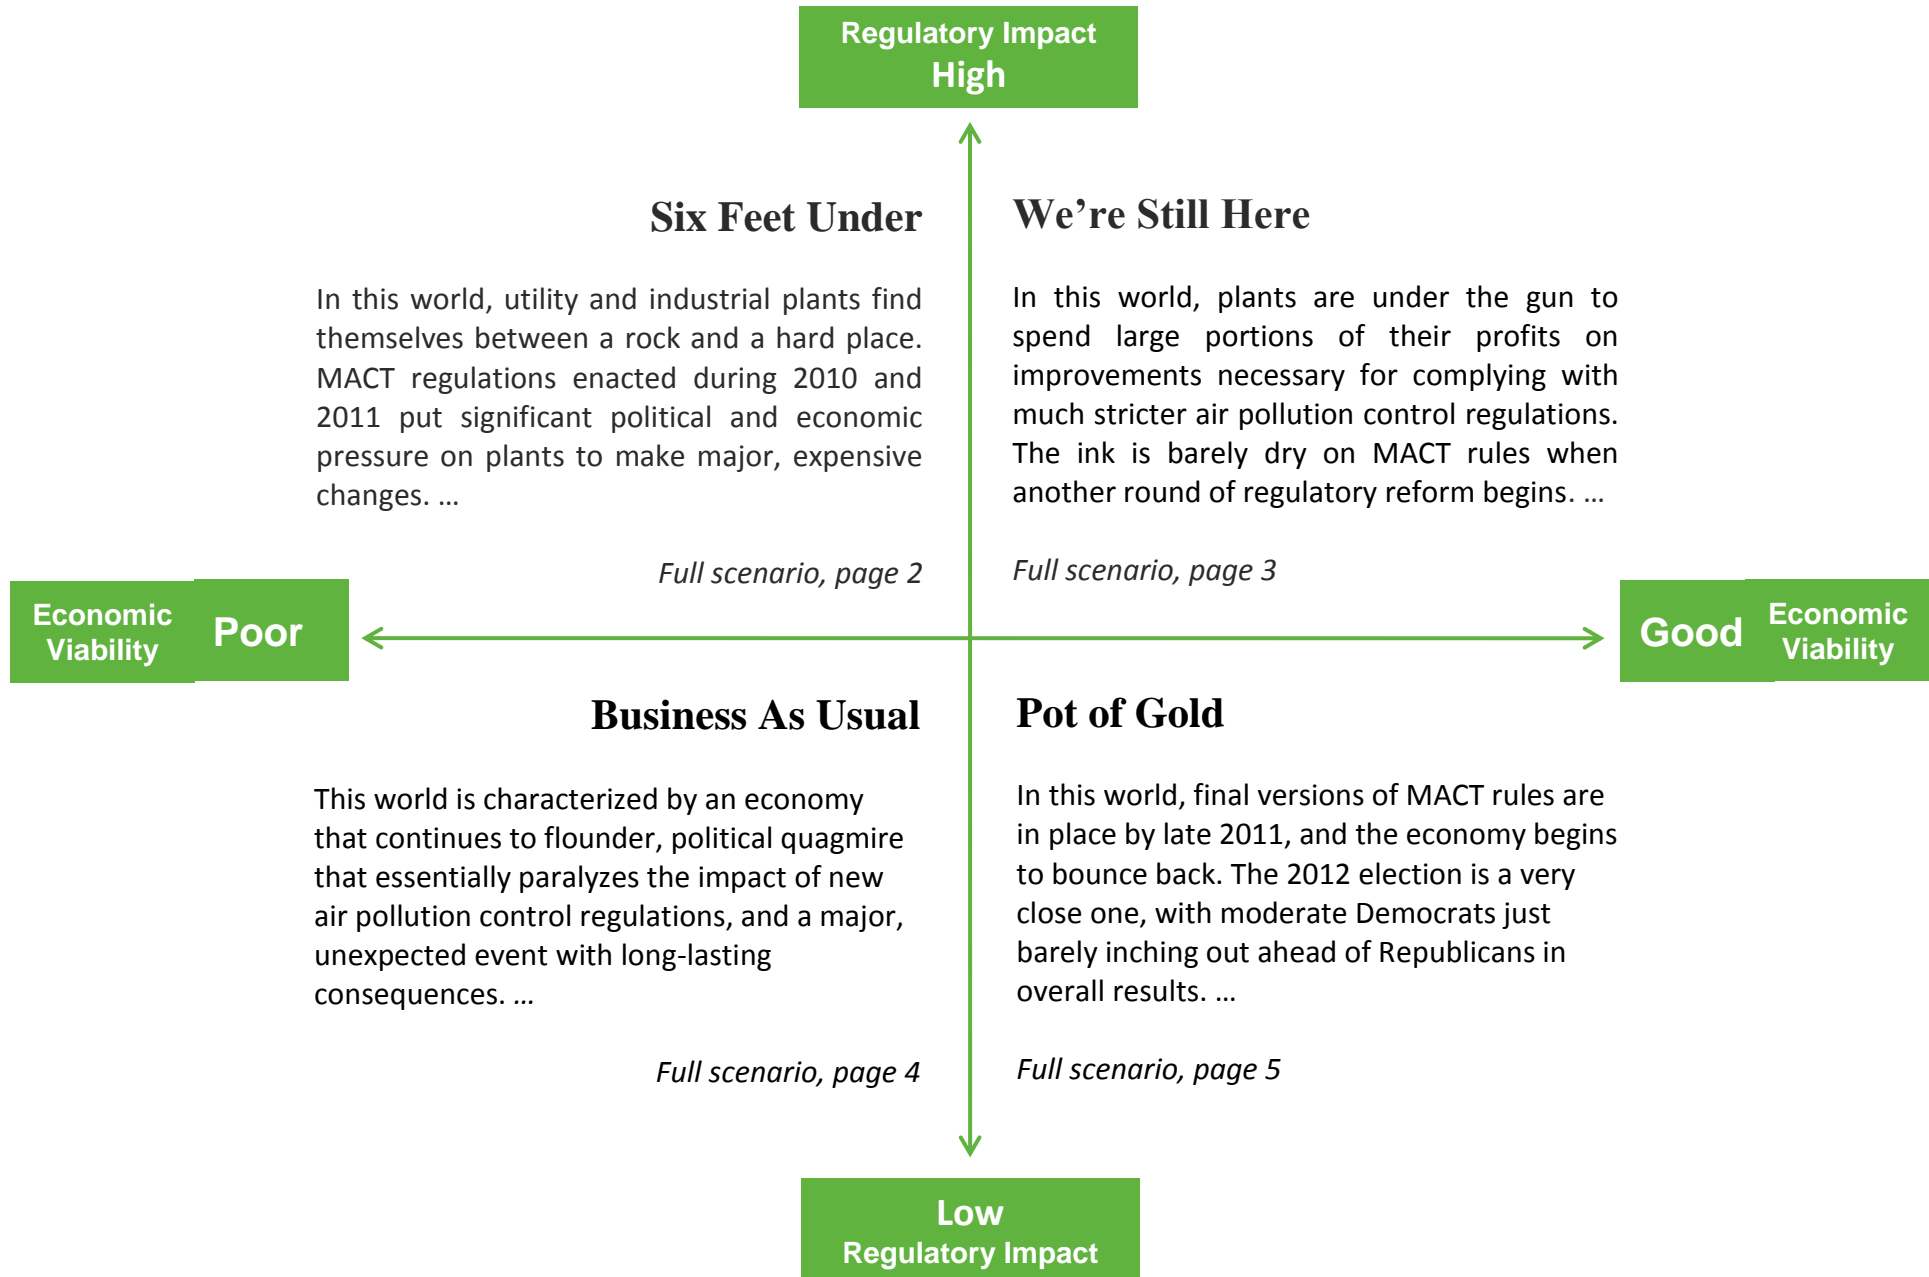 Regulatory Impact
High
Six Feet Under
In this world, utility and industrial plants find
themselves between a rock and a hard place.
MACT regulations enacted during 2010 and
2011 put significant political and economic
pressure on plants to make major, expensive
changes. …
Full scenario, page 2
We’re Still Here
In this world, plants are under the gun to
spend large portions of their profits on
improvements necessary for complying with
much stricter air pollution control regulations.
The ink is barely dry on MACT rules when
another round of regulatory reform begins. …
Full scenario, page 3
Economic
Viability
Poor
Good
Economic
Viability
Business As Usual
This world is characterized by an economy
that continues to flounder, political quagmire
that essentially paralyzes the impact of new
air pollution control regulations, and a major,
unexpected event with long-lasting
consequences. …
Full scenario, page 4
Pot of Gold
In this world, final versions of MACT rules are
in place by late 2011, and the economy begins
to bounce back. The 2012 election is a very
close one, with moderate Democrats just
barely inching out ahead of Republicans in
overall results. …
Full scenario, page 5
Low
Regulatory Impact